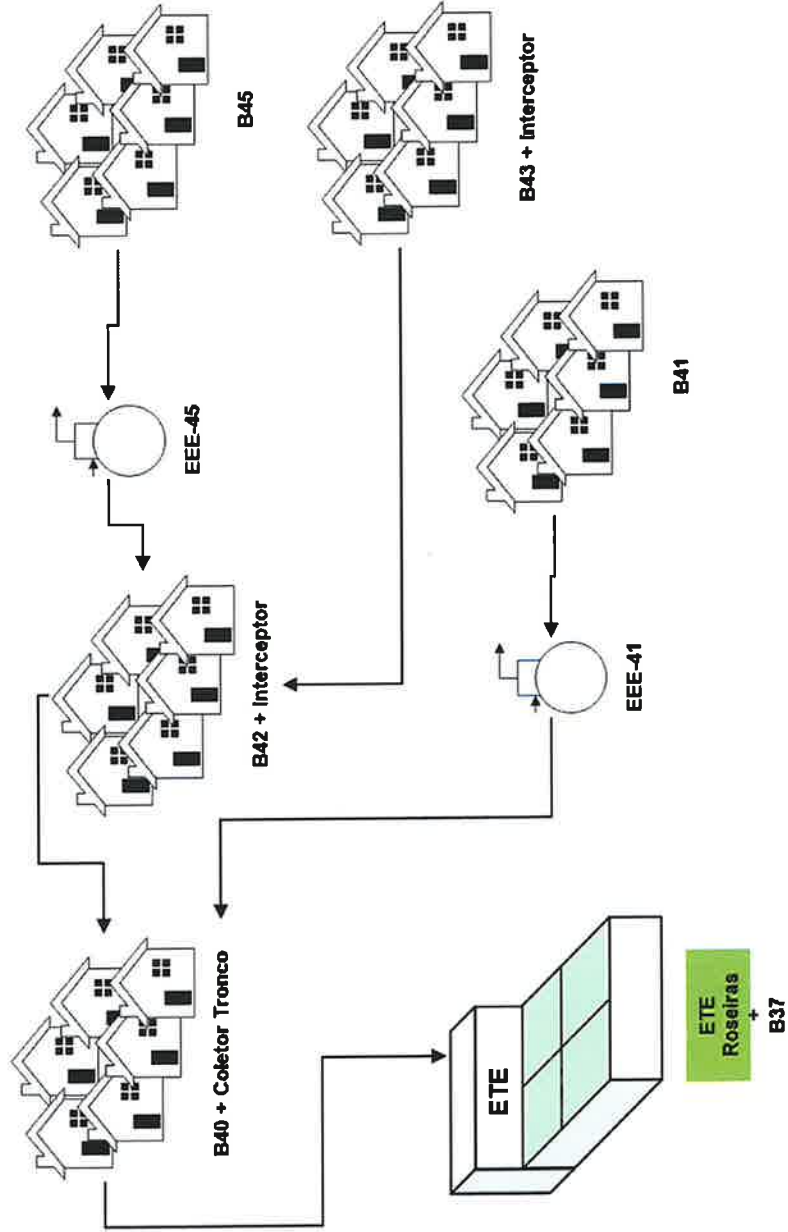 B45
EEE-45
B43 + Interceptor
B42 + Interceptor
B41
EEE-41
B40 + Coletor Tronco
ETE
ETE
Roseiras
+
B37